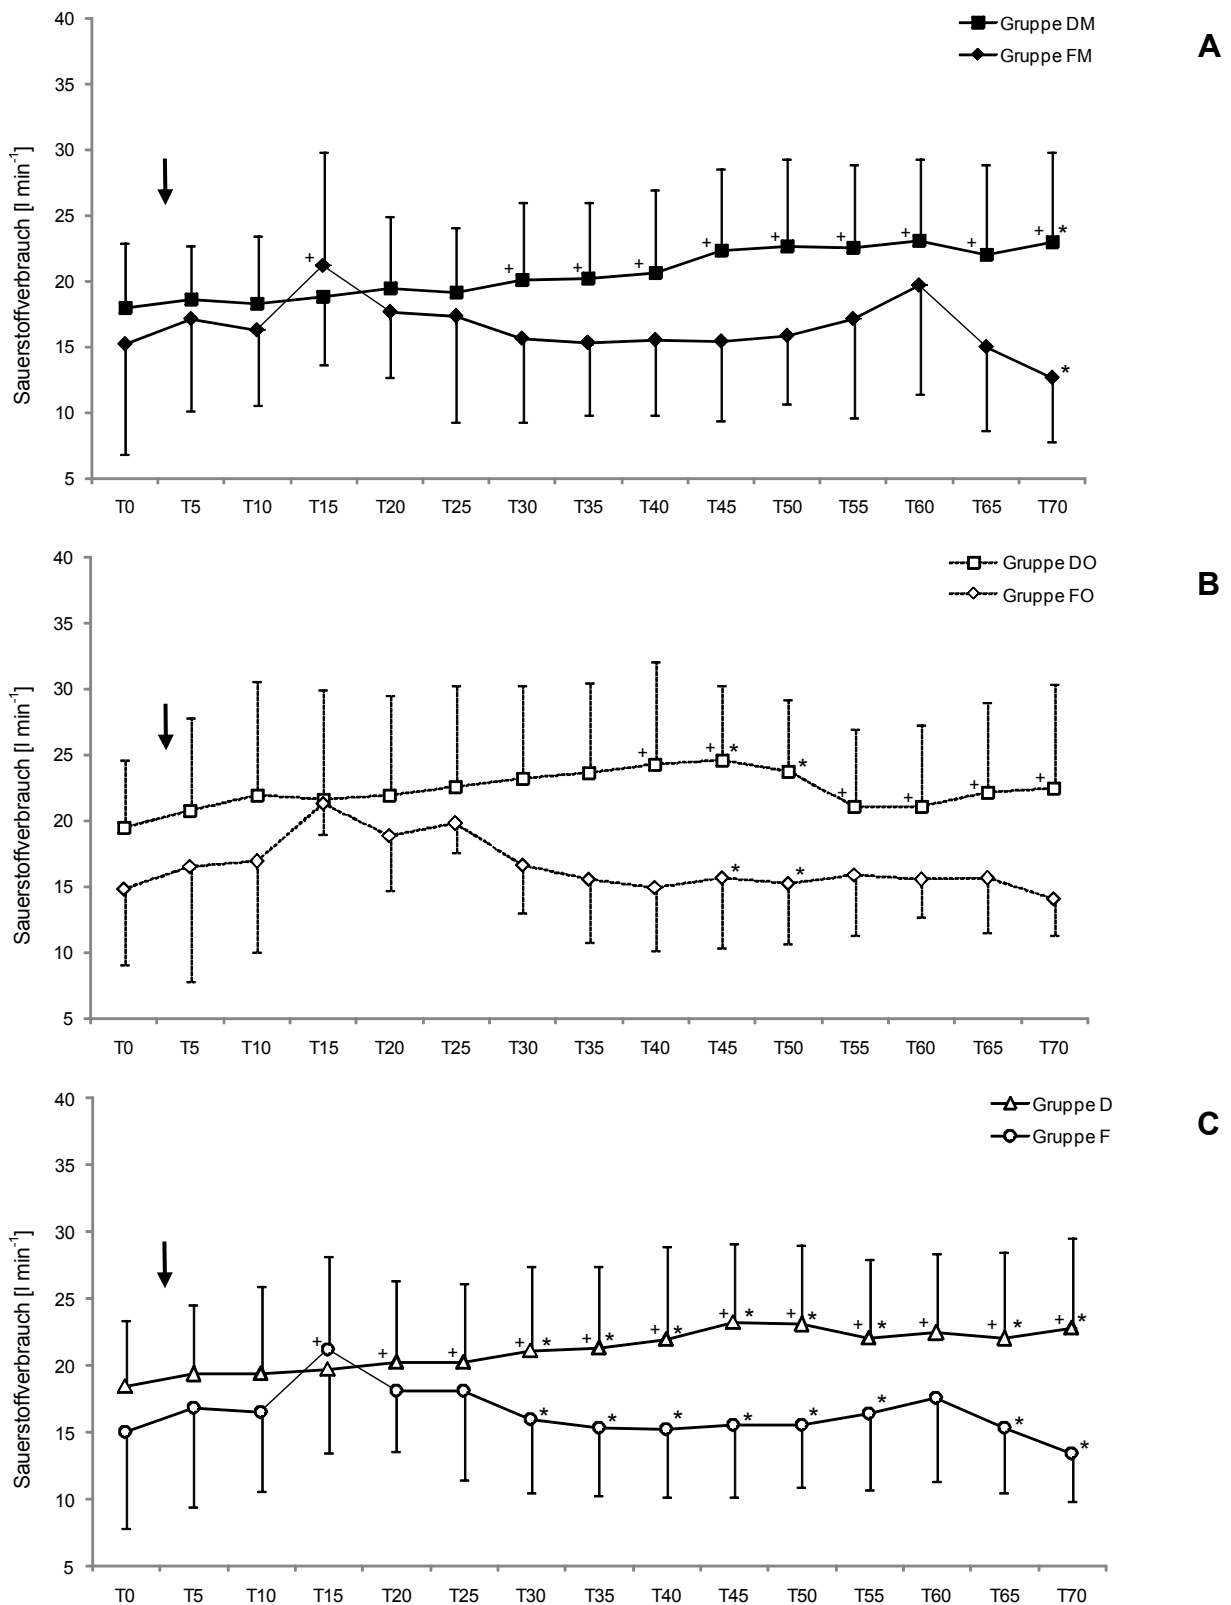 40
Gruppe DM
A
Gruppe FM
35
30
25
20
15
10
5
Sauerstoffverbrauch [l min-1]
+ + + + + + + + + + *
*
T0 T5 T10 T15 T20 T25 T30 T35 T40 T45 T50 T55 T60 T65 T70
40
Gruppe DO
B
Gruppe FO
35
30
25
20
15
10
5
Sauerstoffverbrauch [l min-1]
+ + * * + + + +
* *
T0 T5 T10 T15 T20 T25 T30 T35 T40 T45 T50 T55 T60 T65 T70
40
Gruppe D
C
Gruppe F
35
30
25
20
15
10
5
Sauerstoffverbrauch [l min-1]
+ + + + * + * + * + * + * + * + + * + *
* * * * * * * *
T0 T5 T10 T15 T20 T25 T30 T35 T40 T45 T50 T55 T60 T65 T70